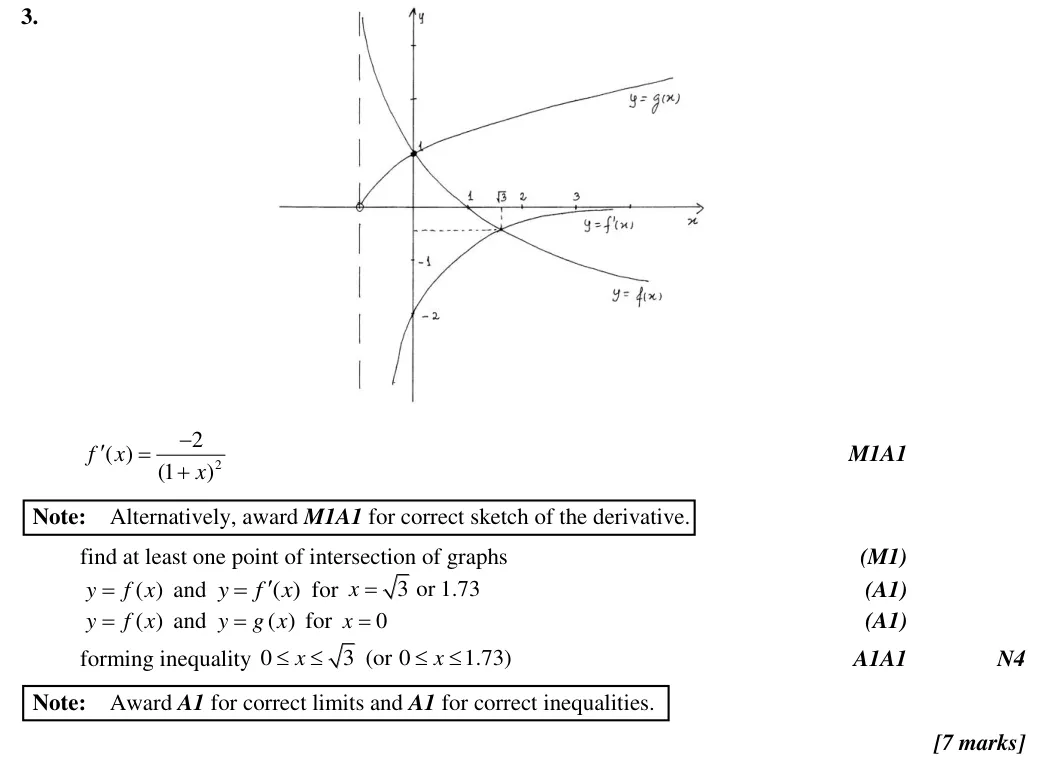 3.
y
y = g(x)
1
1 √3 2 3
x
y = f'(x)
-1
y = f(x)
-2
f′(x) = −2/(1 + x)² M1A1
Note: Alternatively, award M1A1 for correct sketch of the derivative.
find at least one point of intersection of graphs (M1)
y = f(x) and y = f′(x) for x = √3 or 1.73 (A1)
y = f(x) and y = g(x) for x = 0 (A1)
forming inequality 0 ≤ x ≤ √3 (or 0 ≤ x ≤ 1.73) A1A1 N4
Note: Award A1 for correct limits and A1 for correct inequalities.
[7 marks]